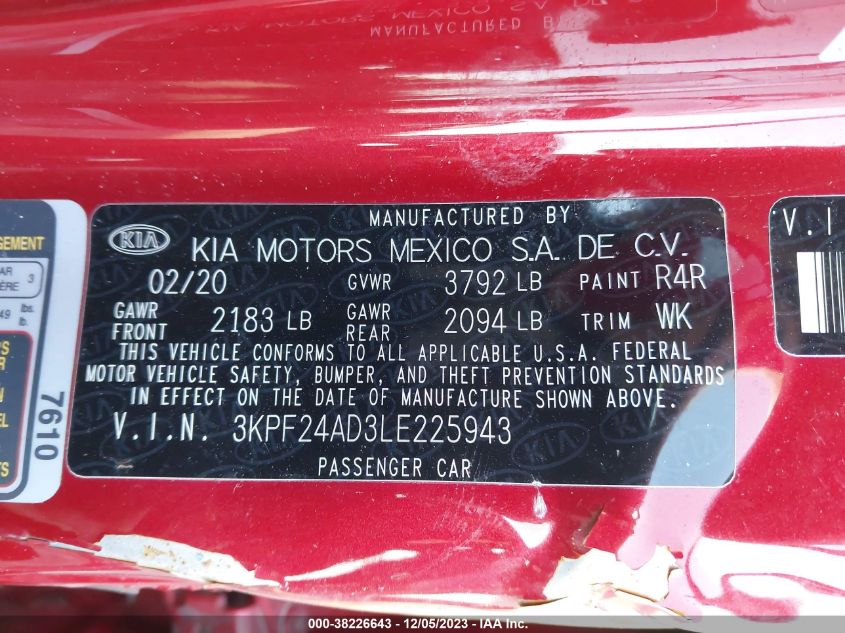 MANUFACTURED BY
KIA KIA MOTORS MEXICO S.A. DE C.V.
02/20 GVWR 3792 LB PAINT R4R
GAWR FRONT 2183 LB GAWR REAR 2094 LB TRIM WK
THIS VEHICLE CONFORMS TO ALL APPLICABLE U.S.A. FEDERAL
MOTOR VEHICLE SAFETY, BUMPER, AND THEFT PREVENTION STANDARDS
IN EFFECT ON THE DATE OF MANUFACTURE SHOWN ABOVE.
V.I.N. 3KPF24AD3LE225943
PASSENGER CAR
7610
3
lbs.
lb.
V.I
000-38226643 - 12/05/2023 - IAA Inc.